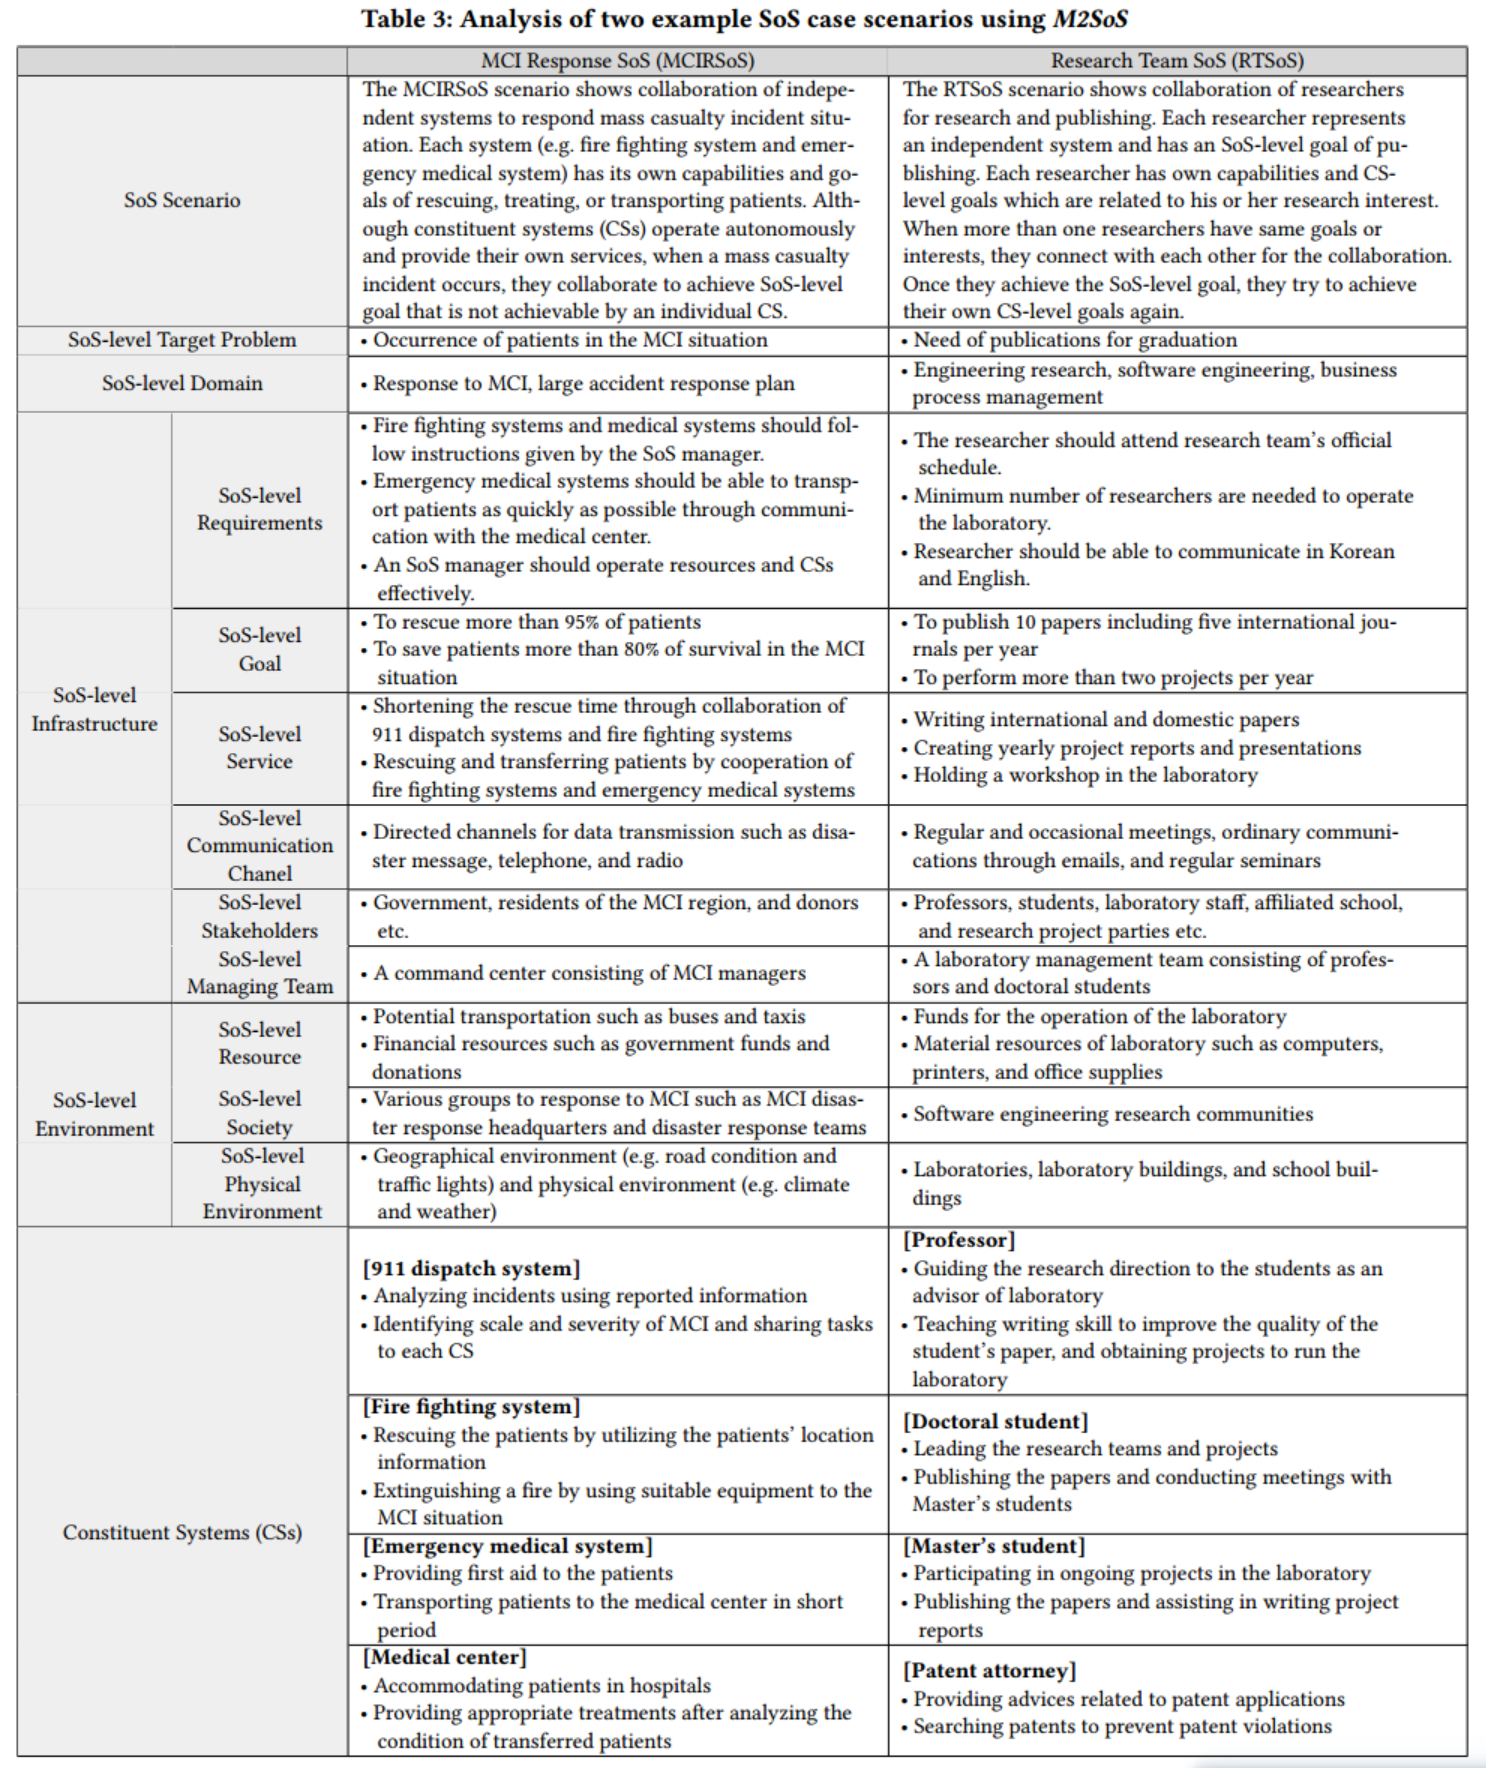 Table 3: Analysis of two example SoS case scenarios using M2SoS
MCI Response SoS (MCIRSoS)
Research Team SoS (RTSoS)
SoS Scenario
The MCIRSoS scenario shows collaboration of indepe-
ndent systems to respond mass casualty incident situ-
ation. Each system (e.g. fire fighting system and emer-
gency medical system) has its own capabilities and go-
als of rescuing, treating, or transporting patients. Alth-
ough constituent systems (CSs) operate autonomously
and provide their own services, when a mass casualty
incident occurs, they collaborate to achieve SoS-level
goal that is not achievable by an individual CS.
The RTSoS scenario shows collaboration of researchers
for research and publishing. Each researcher represents
an independent system and has an SoS-level goal of pu-
blishing. Each researcher has own capabilities and CS-
level goals which are related to his or her research interest.
When more than one researchers have same goals or
interests, they connect with each other for the collaboration.
Once they achieve the SoS-level goal, they try to achieve
their own CS-level goals again.
SoS-level Target Problem
• Occurrence of patients in the MCI situation
• Need of publications for graduation
SoS-level Domain
• Response to MCI, large accident response plan
• Engineering research, software engineering, business
process management
SoS-level
Infrastructure
SoS-level
Requirements
• Fire fighting systems and medical systems should fol-
low instructions given by the SoS manager.
• Emergency medical systems should be able to transp-
ort patients as quickly as possible through communi-
cation with the medical center.
• An SoS manager should operate resources and CSs
effectively.
• The researcher should attend research team's official
schedule.
• Minimum number of researchers are needed to operate
the laboratory.
• Researcher should be able to communicate in Korean
and English.
SoS-level
Goal
• To rescue more than 95% of patients
• To save patients more than 80% of survival in the MCI
situation
• To publish 10 papers including five international jou-
rnals per year
• To perform more than two projects per year
SoS-level
Service
• Shortening the rescue time through collaboration of
911 dispatch systems and fire fighting systems
• Rescuing and transferring patients by cooperation of
fire fighting systems and emergency medical systems
• Writing international and domestic papers
• Creating yearly project reports and presentations
• Holding a workshop in the laboratory
SoS-level
Communication
Chanel
• Directed channels for data transmission such as disa-
ster message, telephone, and radio
• Regular and occasional meetings, ordinary communi-
cations through emails, and regular seminars
SoS-level
Stakeholders
• Government, residents of the MCI region, and donors
etc.
• Professors, students, laboratory staff, affiliated school,
and research project parties etc.
SoS-level
Managing Team
• A command center consisting of MCI managers
• A laboratory management team consisting of profes-
sors and doctoral students
SoS-level
Environment
SoS-level
Resource
• Potential transportation such as buses and taxis
• Financial resources such as government funds and
donations
• Funds for the operation of the laboratory
• Material resources of laboratory such as computers,
printers, and office supplies
SoS-level
Society
• Various groups to response to MCI such as MCI disas-
ter response headquarters and disaster response teams
• Software engineering research communities
SoS-level
Physical
Environment
• Geographical environment (e.g. road condition and
traffic lights) and physical environment (e.g. climate
and weather)
• Laboratories, laboratory buildings, and school buil-
dings
Constituent Systems (CSs)
[911 dispatch system]
• Analyzing incidents using reported information
• Identifying scale and severity of MCI and sharing tasks
to each CS
[Professor]
• Guiding the research direction to the students as an
advisor of laboratory
• Teaching writing skill to improve the quality of the
student's paper, and obtaining projects to run the
laboratory
[Fire fighting system]
• Rescuing the patients by utilizing the patients' location
information
• Extinguishing a fire by using suitable equipment to the
MCI situation
[Doctoral student]
• Leading the research teams and projects
• Publishing the papers and conducting meetings with
Master's students
[Emergency medical system]
• Providing first aid to the patients
• Transporting patients to the medical center in short
period
[Master's student]
• Participating in ongoing projects in the laboratory
• Publishing the papers and assisting in writing project
reports
[Medical center]
• Accommodating patients in hospitals
• Providing appropriate treatments after analyzing the
condition of transferred patients
[Patent attorney]
• Providing advices related to patent applications
• Searching patents to prevent patent violations